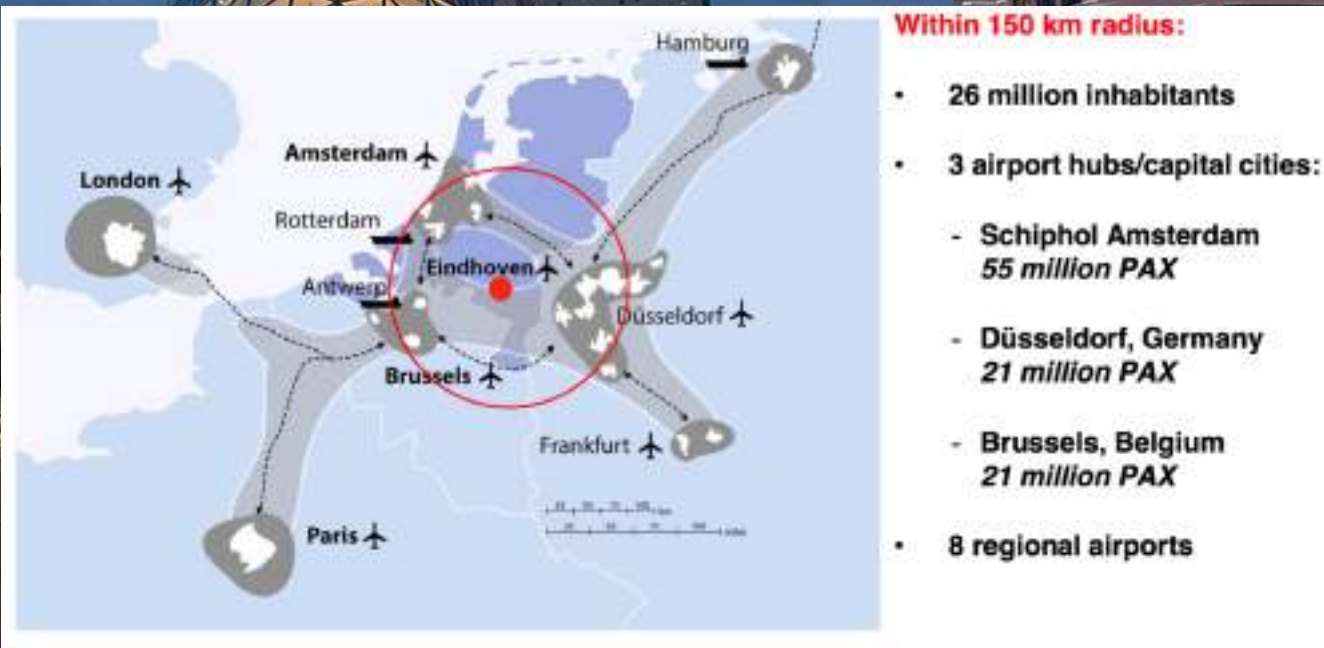 Hamburg
Amsterdam
London
Rotterdam
Eindhoven
Antwerp
Düsseldorf
Brussels
Frankfurt
Paris
Within 150 km radius:
• 26 million inhabitants
• 3 airport hubs/capital cities:
- Schiphol Amsterdam
55 million PAX
- Düsseldorf, Germany
21 million PAX
- Brussels, Belgium
21 million PAX
• 8 regional airports